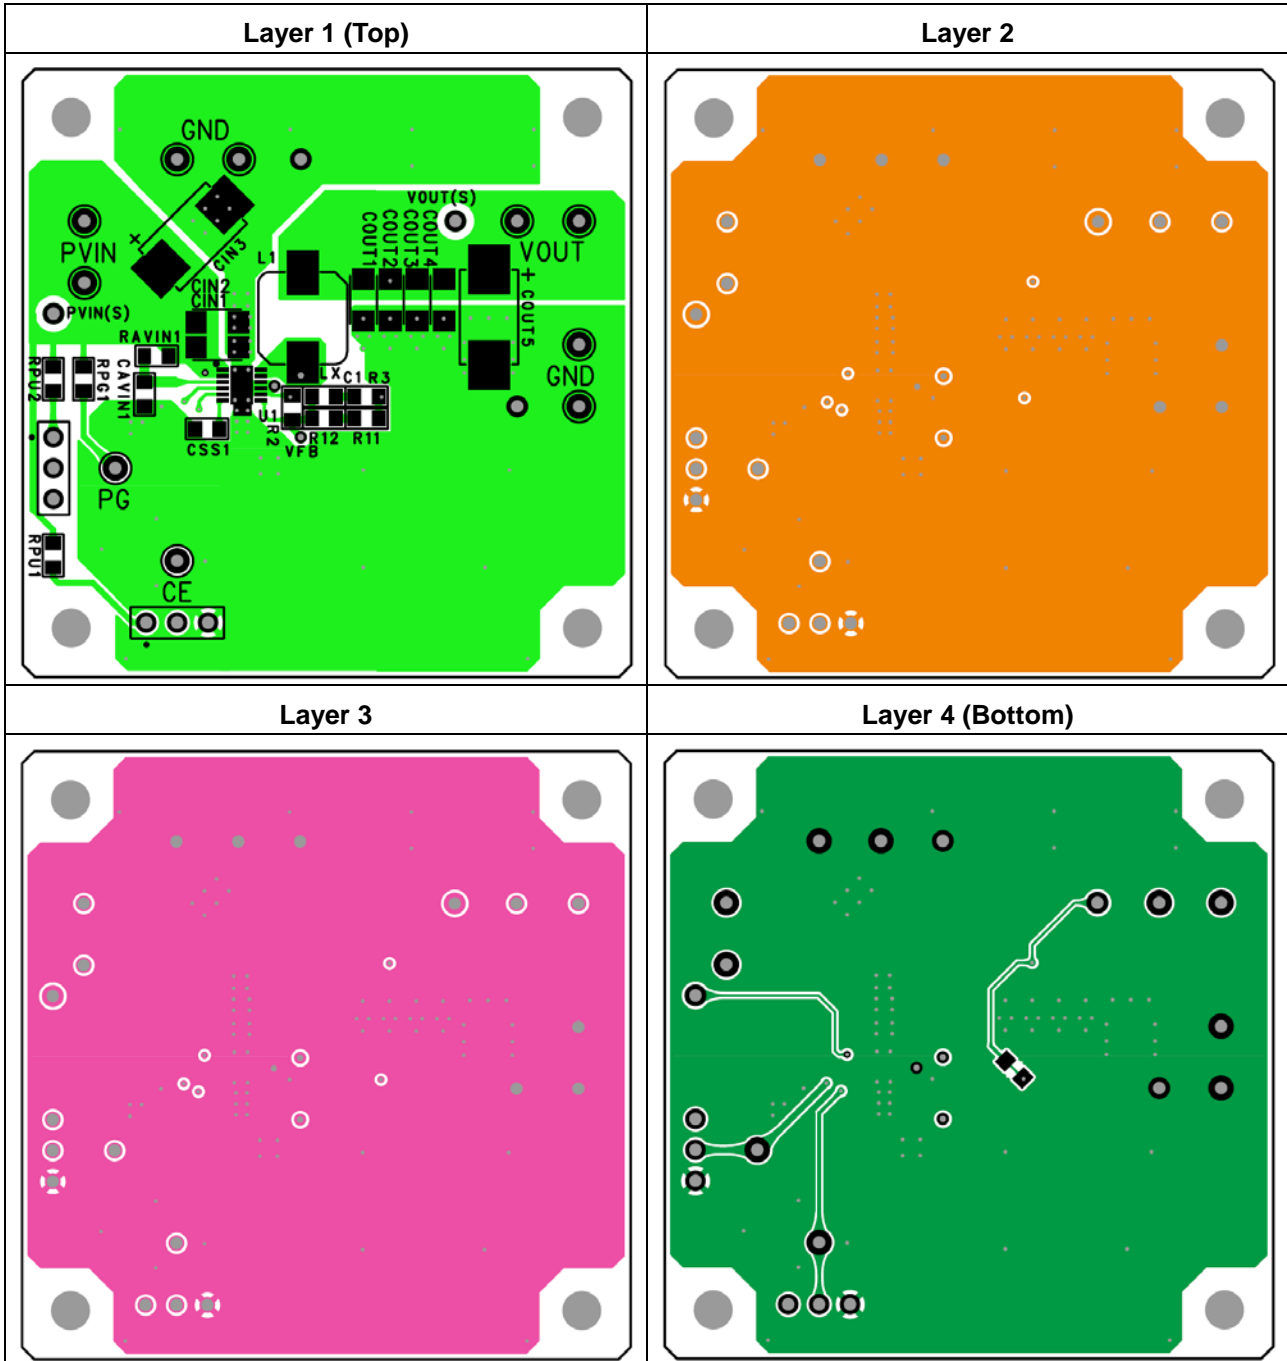 Layer 1 (Top)
Layer 2
GND
VOUT(S)
PVIN
+
CIN3
L1
COUT1
COUT2
COUT3
COUT4
VOUT
+
COUT5
PVIN(S)
CIN2
CIN1
RAVIN1
GND
RPU2
RPG1
CAVIN1
LX
C1
R3
U1
R2
R12
R11
CSS1
VFB
PG
RPU1
CE
Layer 3
Layer 4 (Bottom)